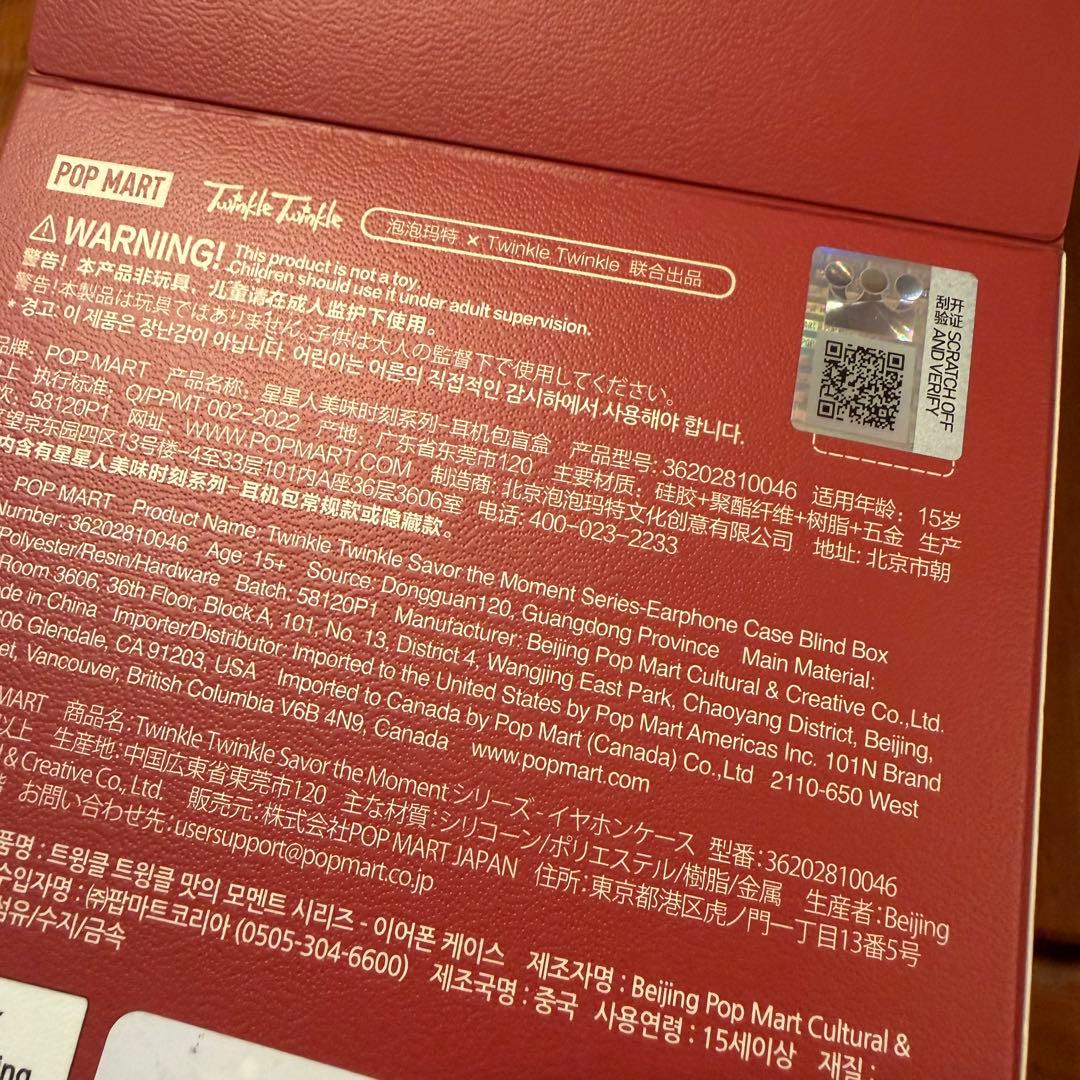 POP MART Twinkle Twinkle 泡泡玛特 × Twinkle Twinkle 联合出品
WARNING! This product is not a toy.
Children should use it under adult supervision.
警告！本产品非玩具、儿童请在成人监护下使用。
警告！本製品は玩具ではありません。子供は大人の監督下で使用してください。
* 경고. 이 제품은 장난감이 아닙니다. 어린이는 어른의 직접적인 감시하에서 사용해야 합니다.
品牌：POP MART 产品名称：星星人美味时刻系列-耳机包盲盒 产品型号：36202810046 适用年龄：15岁
上 执行标准：Q/PPMT 002-2022 产地：广东省东莞市120 主要材质：硅胶+聚酯纤维+树脂+五金 生产
次：58120P1 网址：WWW.POPMART.COM 制造商：北京泡泡玛特文化创意有限公司 地址：北京市朝
望京东园四区13号楼-4至33层101内A座36层3606室 电话：400-023-2233
内含有星星人美味时刻系列-耳机包常规款或隐藏款。
POP MART Product Name: Twinkle Twinkle Savor the Moment Series-Earphone Case Blind Box
Number: 36202810046 Age: 15+ Source: Dongguan120, Guangdong Province Main Material:
/Polyester/Resin/Hardware Batch: 58120P1 Manufacturer: Beijing Pop Mart Cultural & Creative Co.,Ltd.
Room 3606, 36th Floor, Block A, 101, No. 13, District 4, Wangjing East Park, Chaoyang District, Beijing,
de in China Importer/Distributor: Imported to the United States by Pop Mart Americas Inc. 101N Brand
06 Glendale, CA 91203, USA Imported to Canada by Pop Mart (Canada) Co.,Ltd 2110-650 West
et, Vancouver, British Columbia V6B 4N9, Canada www.popmart.com
MART 商品名：Twinkle Twinkle Savor the Moment シリーズ - イヤホンケース 型番：36202810046
以上 生産地：中国広東省東莞市120 主な材質：シリコーン/ポリエステル/樹脂/金属 生産者：Beijing
l & Creative Co., Ltd. 販売元：株式会社POP MART JAPAN 住所：東京都港区虎ノ門一丁目13番5号
お問い合わせ先：usersupport@popmart.co.jp
품명 : 트윙클 트윙클 맛의 모멘트 시리즈 - 이어폰 케이스 제조자명 : Beijing Pop Mart Cultural &
수입자명 : ㈜팝마트코리아 (0505-304-6600) 제조국명 : 중국 사용연령 : 15세이상 재질 :
섬유/수지/금속
刮开
验证
SCRATCH OFF
AND VERIFY
ing